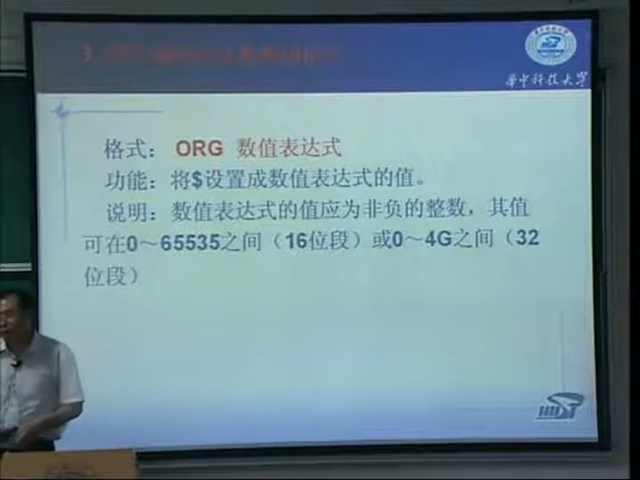 3
华中科技大学
格式： ORG 数值表达式
功能：将$设置成数值表达式的值。
说明：数值表达式的值应为非负的整数，其值
可在0～65535之间（16位段）或0～4G之间（32
位段）
HUST